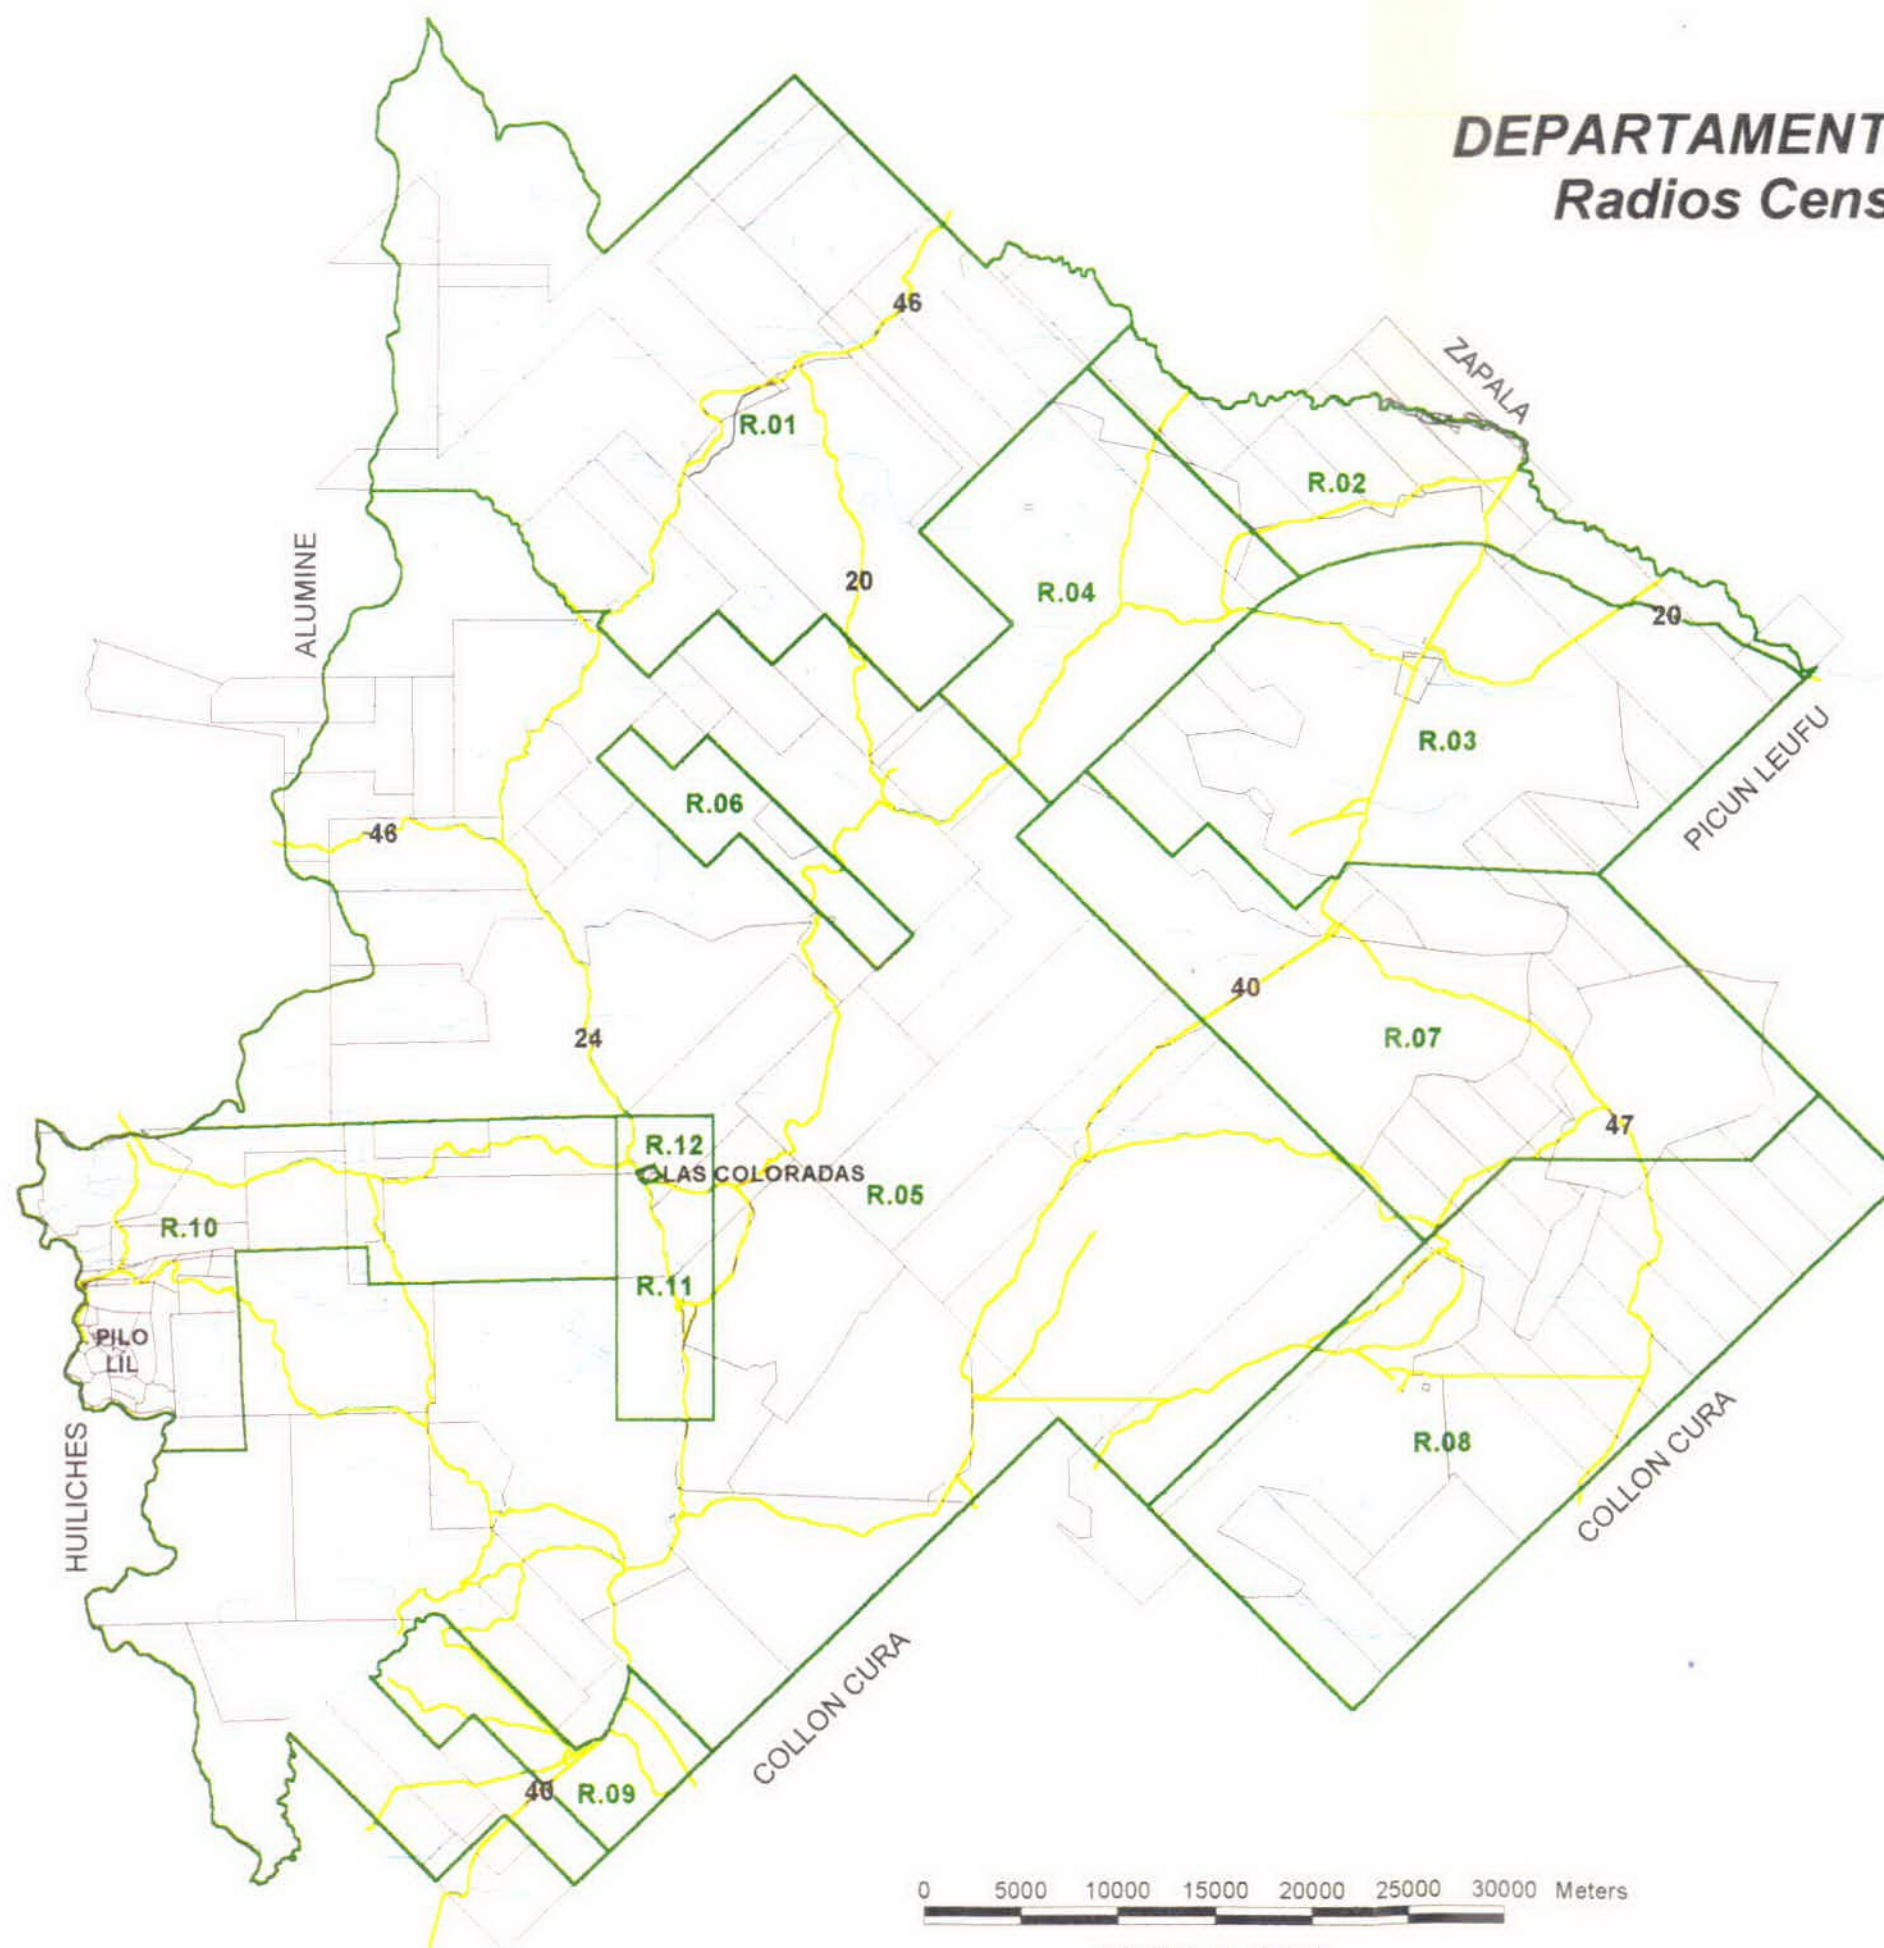 DEPARTAMENT
Radios Cens
46
ZAPALA
R.01
R.02
ALUMINE
20
R.04
20
R.03
PICUN LEUFU
R.06
46
40
24
R.07
47
R.12
LAS COLORADAS
R.05
R.10
R.11
PILO
LIL
R.08
HUILICHES
COLLON CURA
COLLON CURA
40
R.09
0 5000 10000 15000 20000 25000 30000 Meters